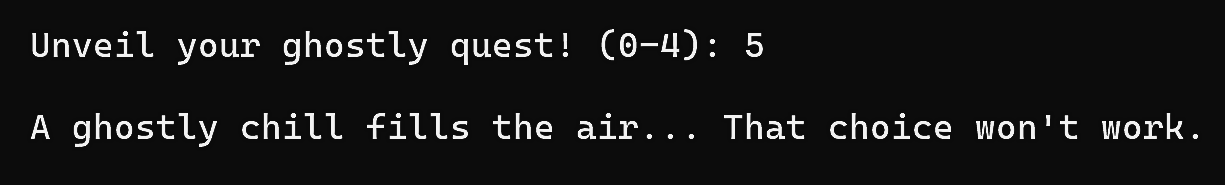 Unveil your ghostly quest! (0-4): 5
A ghostly chill fills the air... That choice won't work.